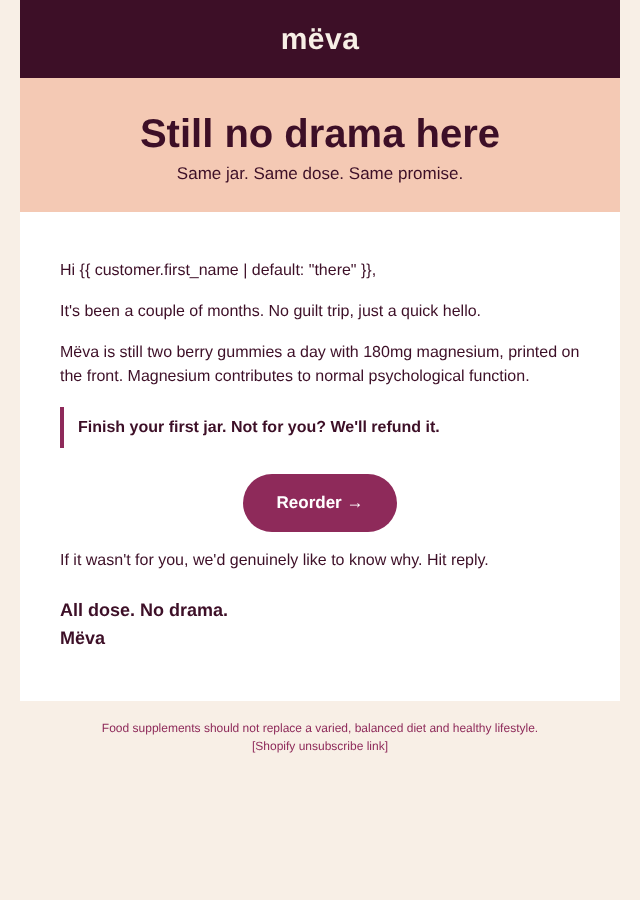 mëva
Still no drama here
Same jar. Same dose. Same promise.
Hi {{ customer.first_name | default: "there" }},
It's been a couple of months. No guilt trip, just a quick hello.
Mëva is still two berry gummies a day with 180mg magnesium, printed on
the front. Magnesium contributes to normal psychological function.
Finish your first jar. Not for you? We'll refund it.
Reorder →
If it wasn't for you, we'd genuinely like to know why. Hit reply.
All dose. No drama.
Mëva
Food supplements should not replace a varied, balanced diet and healthy lifestyle.
[Shopify unsubscribe link]